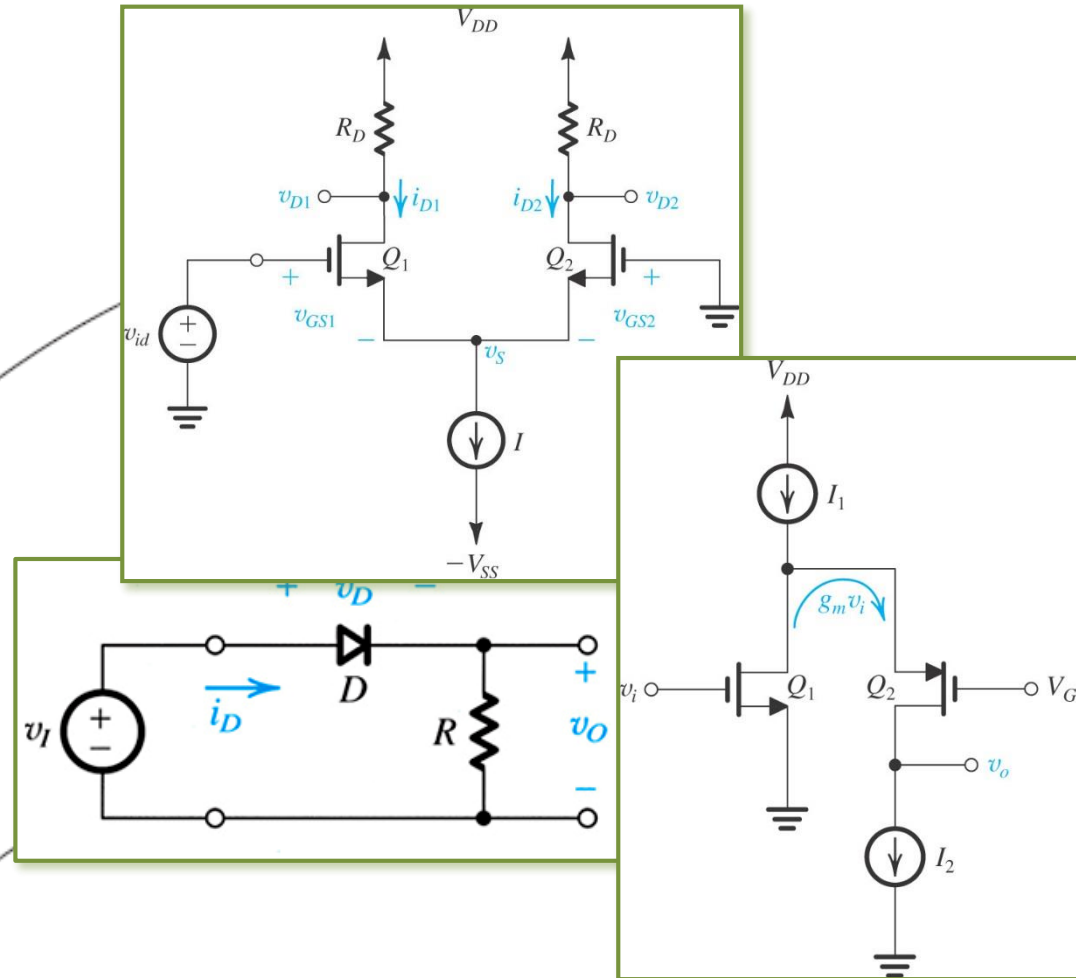 V_DD
R_D R_D
v_D1 i_D1 i_D2 v_D2
Q_1 Q_2
+ +
v_GS1 v_GS2
v_id + −
− v_S −
I
−V_SS
V_DD
I_1
g_m v_i
v_i Q_1 Q_2 V_G
v_o
I_2
+ v_D −
D
i_D
v_I + −
R
+
v_O
−